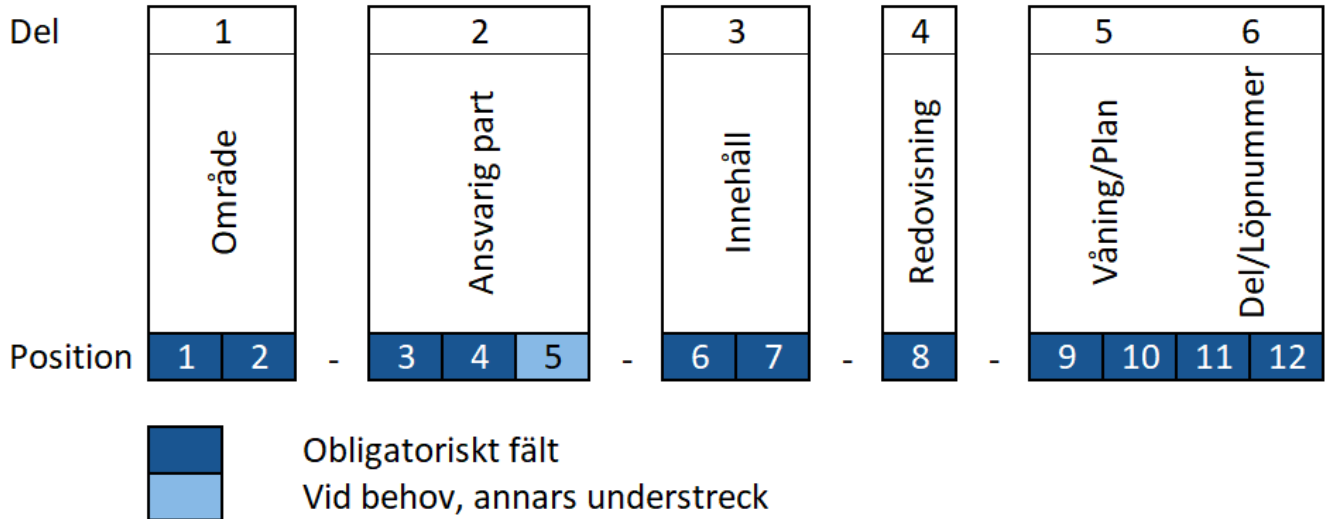 Del 1 2 3 4 5 6
Område
Ansvarig part
Innehåll
Redovisning
Våning/Plan
Del/Löpnummer
Position 1 2 - 3 4 5 - 6 7 - 8 - 9 10 11 12
Obligatoriskt fält
Vid behov, annars understreck